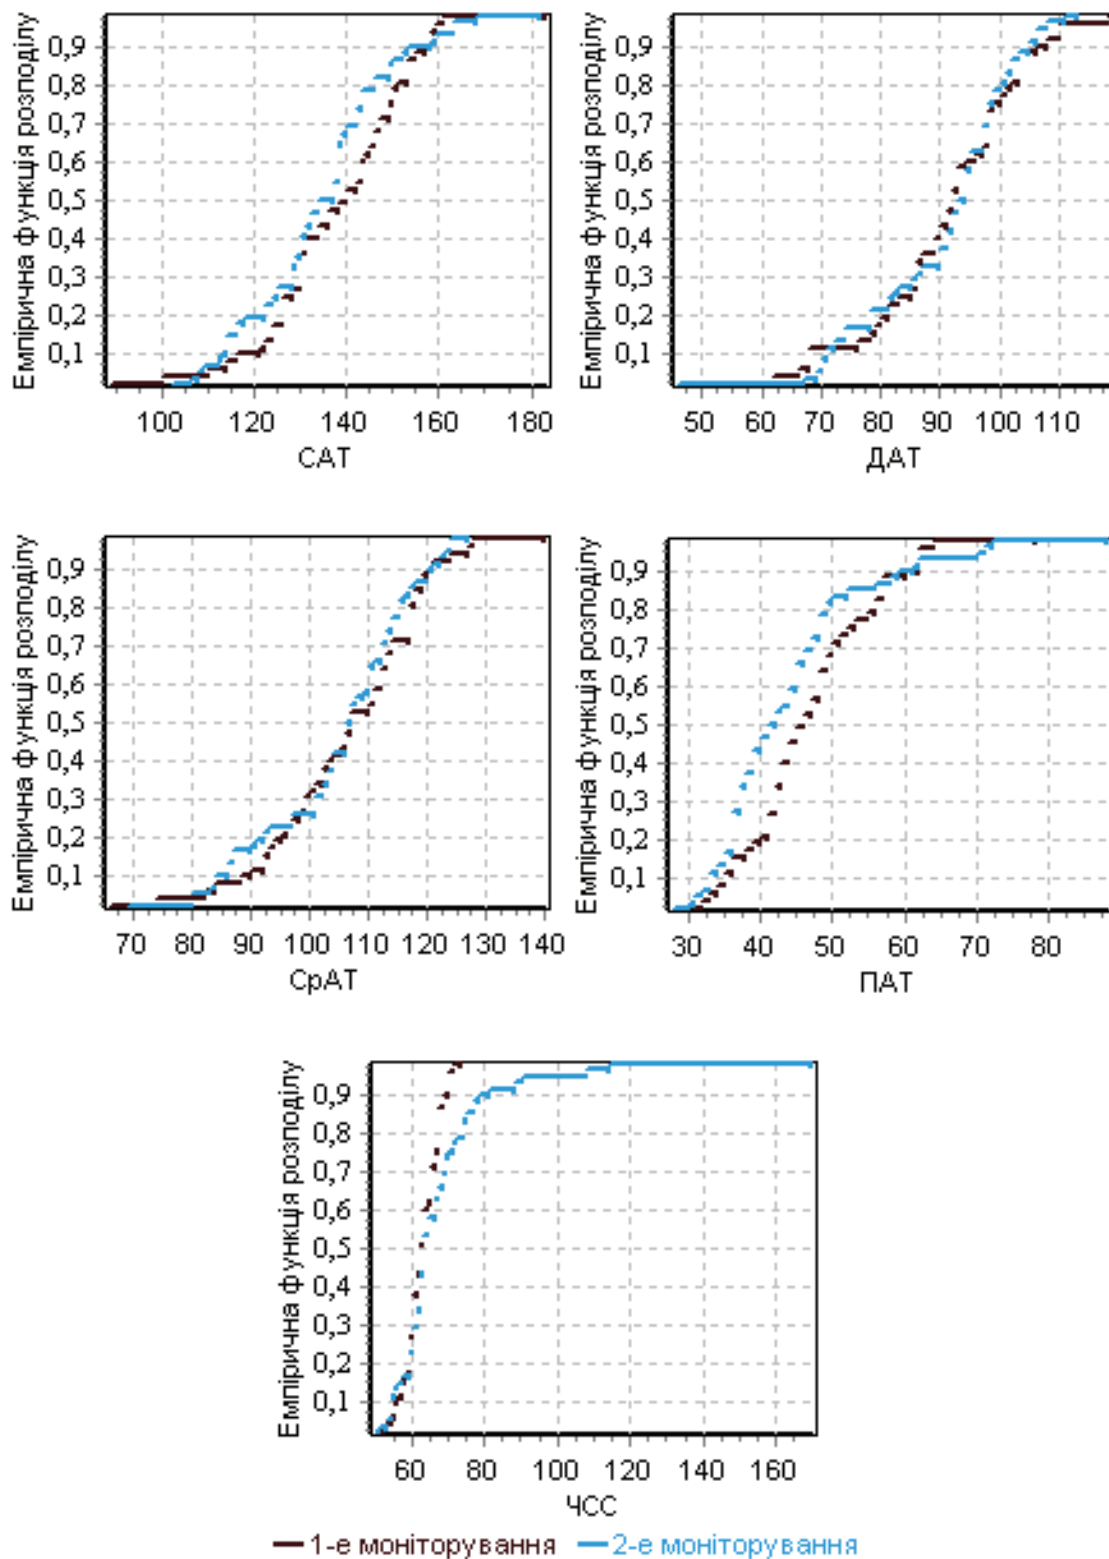 Емпірична функція розподілу
0,9
0,8
0,7
0,6
0,5
0,4
0,3
0,2
0,1
100 120 140 160 180
САТ
Емпірична функція розподілу
0,9
0,8
0,7
0,6
0,5
0,4
0,3
0,2
0,1
50 60 70 80 90 100 110
ДАТ
Емпірична функція розподілу
0,9
0,8
0,7
0,6
0,5
0,4
0,3
0,2
0,1
70 80 90 100 110 120 130 140
СрАТ
Емпірична функція розподілу
0,9
0,8
0,7
0,6
0,5
0,4
0,3
0,2
0,1
30 40 50 60 70 80
ПАТ
Емпірична функція розподілу
0,9
0,8
0,7
0,6
0,5
0,4
0,3
0,2
0,1
60 80 100 120 140 160
ЧСС
1-е моніторування 2-е моніторування